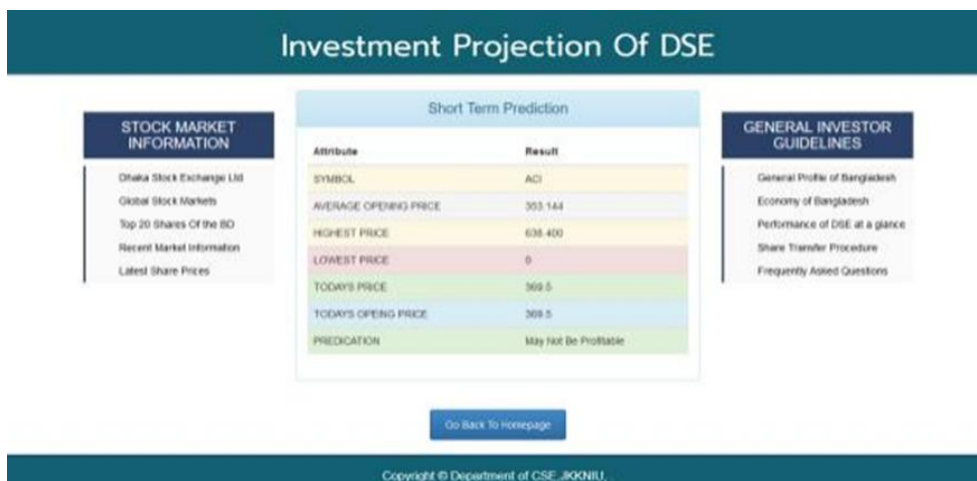 Investment Projection Of DSE
STOCK MARKET
INFORMATION
Dhaka Stock Exchange Ltd
Global Stock Markets
Top 20 Shares Of the BD
Recent Market Information
Latest Share Prices
Short Term Prediction
Attribute Result
SYMBOL ACI
AVERAGE OPENING PRICE 353.144
HIGHEST PRICE 638.400
LOWEST PRICE 0
TODAYS PRICE 369.5
TODAYS OPEING PRICE 369.5
PREDICATION May Not Be Profitable
GENERAL INVESTOR
GUIDELINES
General Profile of Bangladesh
Economy of Bangladesh
Performance of DSE at a glance
Share Transfer Procedure
Frequently Asked Questions
Go Back To Homepage
Copyright © Department of CSE,JKKNIU.